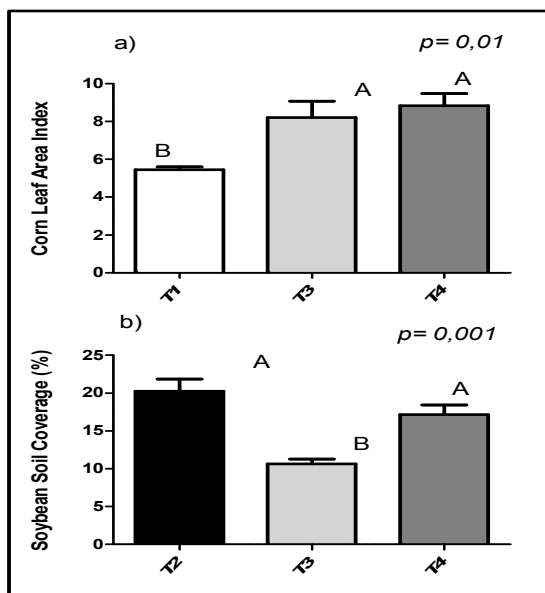 a)
p= 0,01
Corn Leaf Area Index
10
8
6
4
2
0
B
A
A
T1
T3
T4
b)
p= 0,001
Soybean Soil Coverage (%)
25
20
15
10
5
0
A
B
A
T2
T3
T4